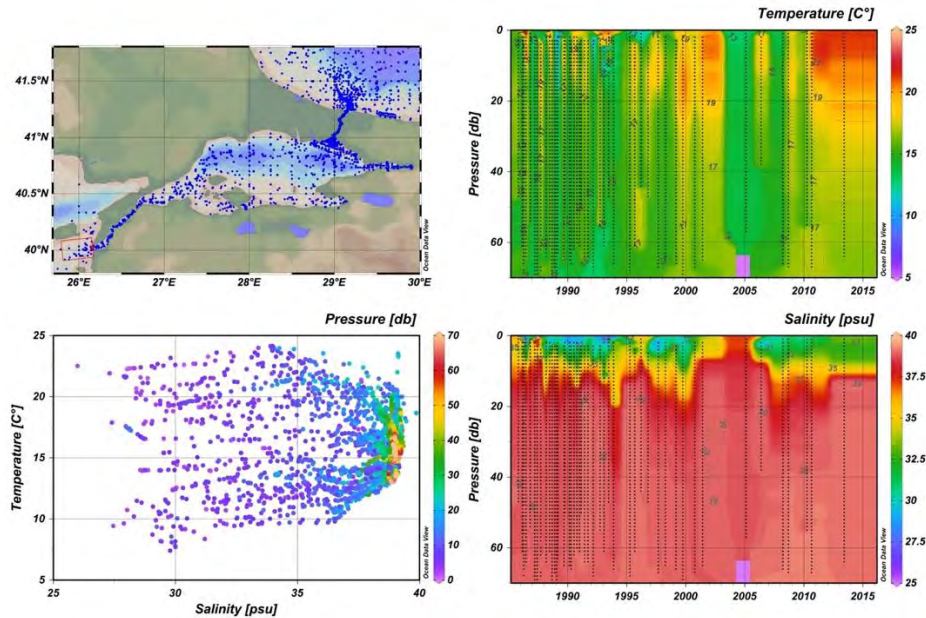 Temperature [C°]
41.5°N
41°N
40.5°N
40°N
26°E
27°E
28°E
29°E
30°E
Ocean Data View
Pressure [db]
0
20
40
60
1990
1995
2000
2005
2010
2015
25
20
15
10
5
Ocean Data View
19
17
17
Pressure [db]
Temperature [C°]
25
20
15
10
5
25
30
35
40
Salinity [psu]
70
60
50
40
30
20
10
0
Ocean Data View
Salinity [psu]
Pressure [db]
0
20
40
60
1990
1995
2000
2005
2010
2015
40
37.5
35
32.5
30
27.5
25
Ocean Data View
35